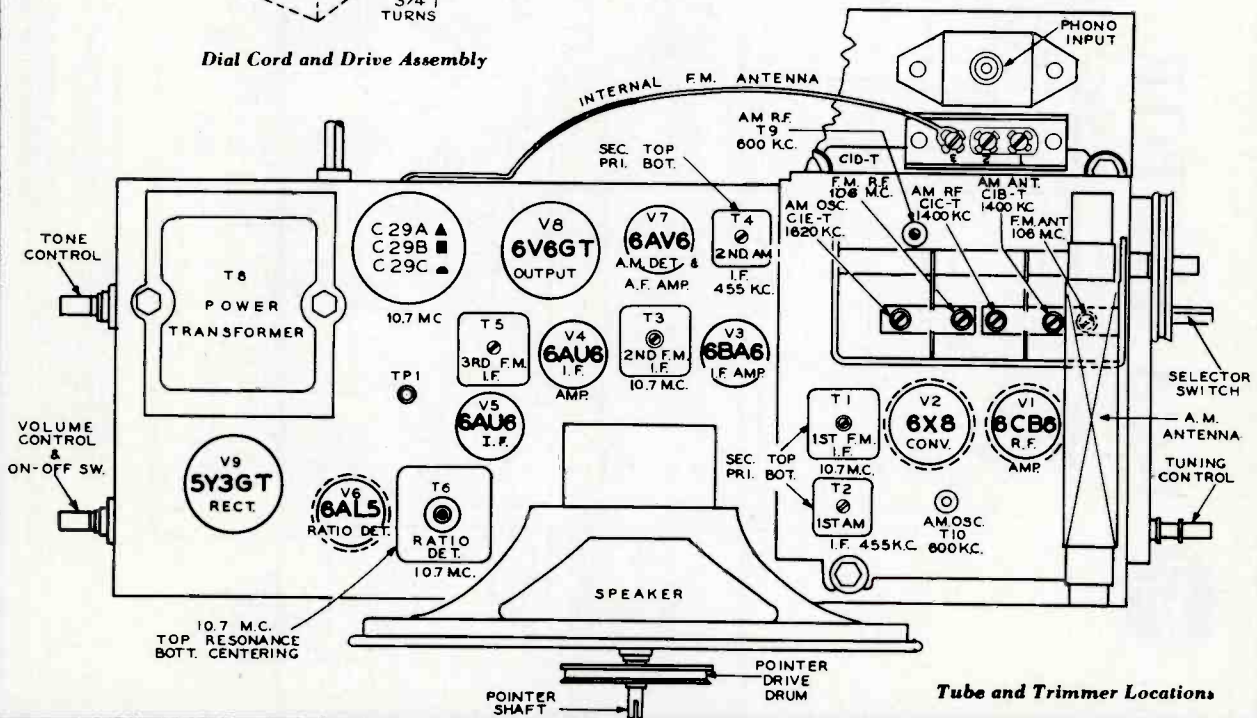 3/4
TURNS
Dial Cord and Drive Assembly
PHONO
INPUT
INTERNAL F.M. ANTENNA
AM R.F.
T9
600 K.C.
SEC. TOP
PRI. BOT.
3
2
1
C1D-T
F.M. R.F.
106 M.C.
AM OSC.
C1E-T
1620 KC.
AM RF
C1C-T
1400 KC
AM ANT.
C1B-T
1400 KC
F.M. ANT
106 M.C.
TONE
CONTROL
T8
POWER
TRANSFORMER
C29A ▲
C29B ■
C29C
10.7 MC
V8
6V6GT
OUTPUT
V7
6AV6
A.M. DET. &
A.F. AMP.
T4
2ND AM
I.F.
455 K.C.
T5
3RD F.M.
I.F.
V4
6AU6
I.F.
AMP.
T3
2ND F.M.
I.F.
10.7 M.C.
V3
6BA6
I.F. AMP.
SELECTOR
SWITCH
TP1
V5
6AU6
I.F.
T1
1ST F.M.
I.F.
10.7 M.C.
V2
6X8
CONV.
V1
6CB6
R.F.
AMP.
A.M.
ANTENNA
VOLUME
CONTROL
&
ON-OFF SW.
V9
5Y3GT
RECT.
V6
6AL5
RATIO DET.
T6
RATIO
DET.
10.7 M.C.
SEC. TOP
PRI. BOT.
T2
1ST AM
I.F. 455 K.C.
AM. OSC.
T10
600 K.C.
TUNING
CONTROL
SPEAKER
10.7 M.C.
TOP RESONANCE
BOTT. CENTERING
POINTER
DRIVE
DRUM
POINTER
SHAFT
Tube and Trimmer Locations